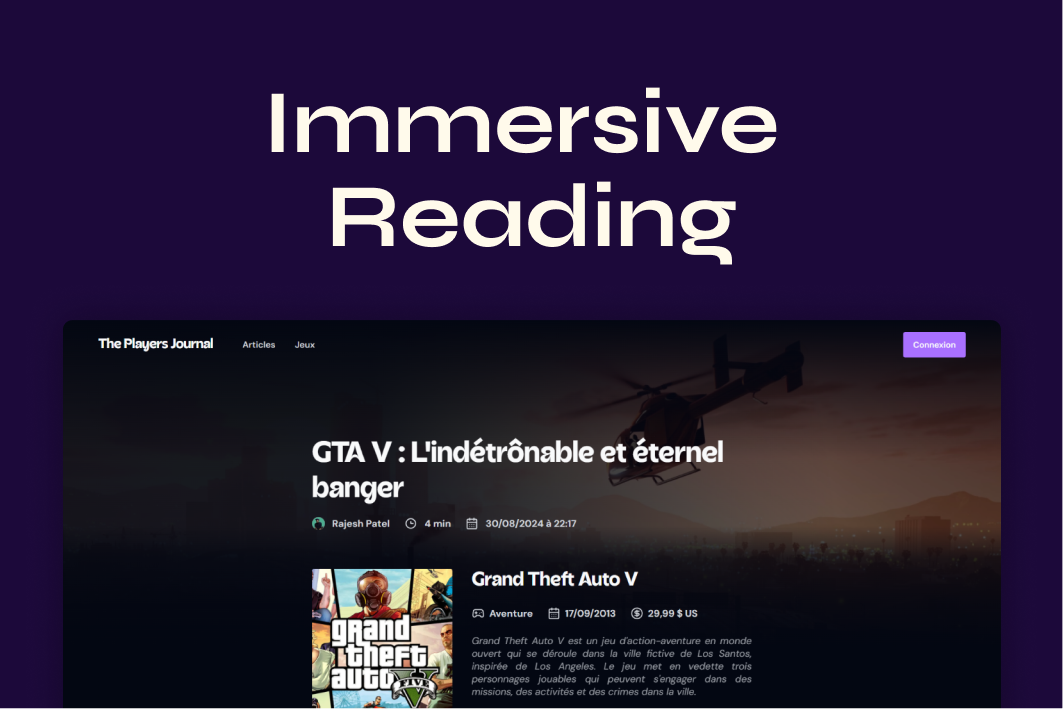 Immersive
Reading
The Players Journal Articles Jeux Connexion
GTA V : L'indétrônable et éternel
banger
Rajesh Patel 4 min 30/08/2024 à 22:17
Grand Theft Auto V
Aventure 17/09/2013 29,99 $ US
Grand Theft Auto V est un jeu d'action-aventure en monde
ouvert qui se déroule dans la ville fictive de Los Santos,
inspirée de Los Angeles. Le jeu met en vedette trois
personnages jouables qui peuvent s'engager dans des
missions, des activités et des crimes dans la ville.
grand
theft
auto
FIVE